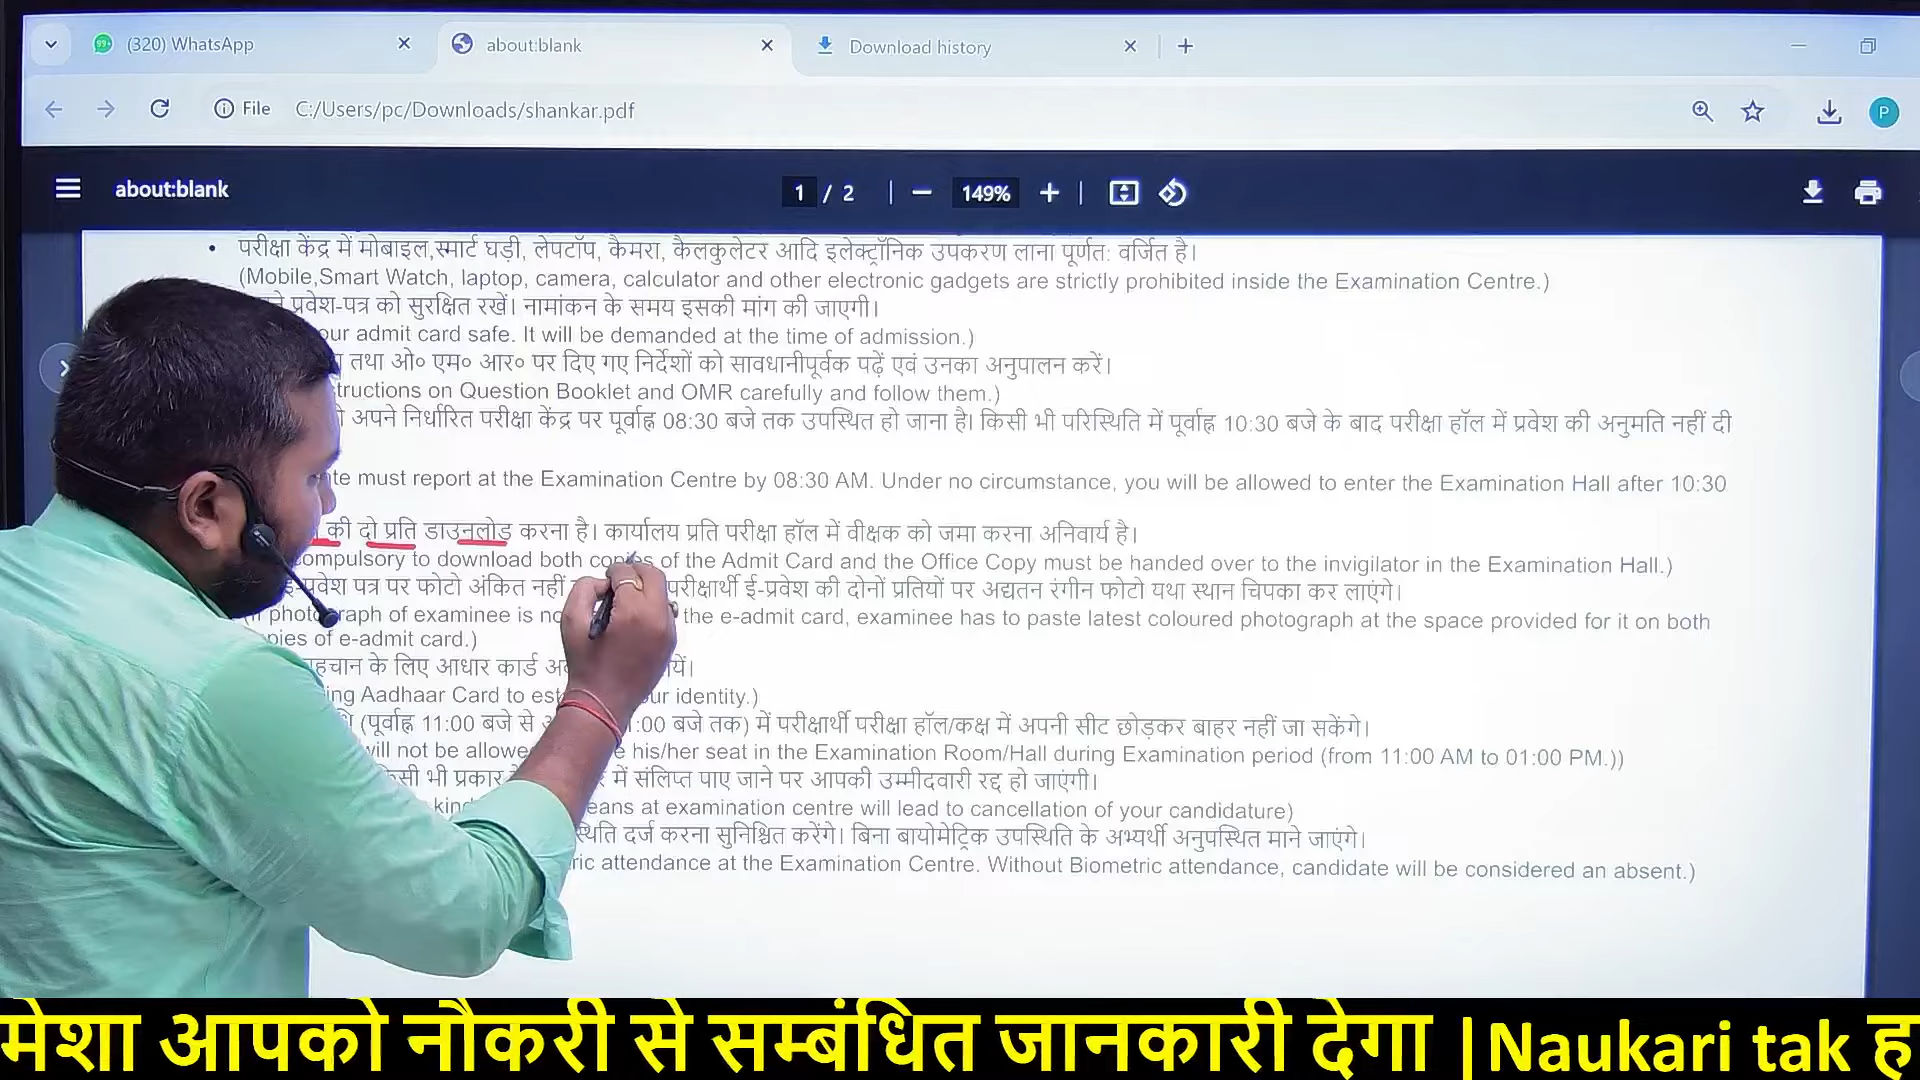 (320) WhatsApp
about:blank
Download history
File C:/Users/pc/Downloads/shankar.pdf
P
about:blank
1 / 2
149%
• परीक्षा केंद्र में मोबाइल,स्मार्ट घड़ी, लेपटॉप, कैमरा, कैलकुलेटर आदि इलेक्ट्रॉनिक उपकरण लाना पूर्णत: वर्जित है।
(Mobile,Smart Watch, laptop, camera, calculator and other electronic gadgets are strictly prohibited inside the Examination Centre.)
प्रवेश-पत्र को सुरक्षित रखें। नामांकन के समय इसकी मांग की जाएगी।
our admit card safe. It will be demanded at the time of admission.)
तथा ओ० एम० आर० पर दिए गए निर्देशों को सावधानीपूर्वक पढ़ें एवं उनका अनुपालन करें।
tructions on Question Booklet and OMR carefully and follow them.)
अपने निर्धारित परीक्षा केंद्र पर पूर्वाह्न 08:30 बजे तक उपस्थित हो जाना है। किसी भी परिस्थिति में पूर्वाह्न 10:30 बजे के बाद परीक्षा हॉल में प्रवेश की अनुमति नहीं दी
te must report at the Examination Centre by 08:30 AM. Under no circumstance, you will be allowed to enter the Examination Hall after 10:30
की दो प्रति डाउनलोड करना है। कार्यालय प्रति परीक्षा हॉल में वीक्षक को जमा करना अनिवार्य है।
ompulsory to download both copies of the Admit Card and the Office Copy must be handed over to the invigilator in the Examination Hall.)
ई-प्रवेश पत्र पर फोटो अंकित नहीं परीक्षार्थी ई-प्रवेश की दोनों प्रतियों पर अद्यतन रंगीन फोटो यथा स्थान चिपका कर लाएंगे।
photograph of examinee is no the e-admit card, examinee has to paste latest coloured photograph at the space provided for it on both
pies of e-admit card.)
हचान के लिए आधार कार्ड अ यें।
ing Aadhaar Card to est ur identity.)
(पूर्वाह्न 11:00 बजे से 1:00 बजे तक) में परीक्षार्थी परीक्षा हॉल/कक्ष में अपनी सीट छोड़कर बाहर नहीं जा सकेंगे।
will not be allowe his/her seat in the Examination Room/Hall during Examination period (from 11:00 AM to 01:00 PM.))
सी भी प्रकार में संलिप्त पाए जाने पर आपकी उम्मीदवारी रद्द हो जाएंगी।
kind eans at examination centre will lead to cancellation of your candidature)
स्थिति दर्ज करना सुनिश्चित करेंगे। बिना बायोमेट्रिक उपस्थिति के अभ्यर्थी अनुपस्थित माने जाएंगे।
ric attendance at the Examination Centre. Without Biometric attendance, candidate will be considered an absent.)
मेशा आपको नौकरी से सम्बंधित जानकारी देगा |Naukari tak ह